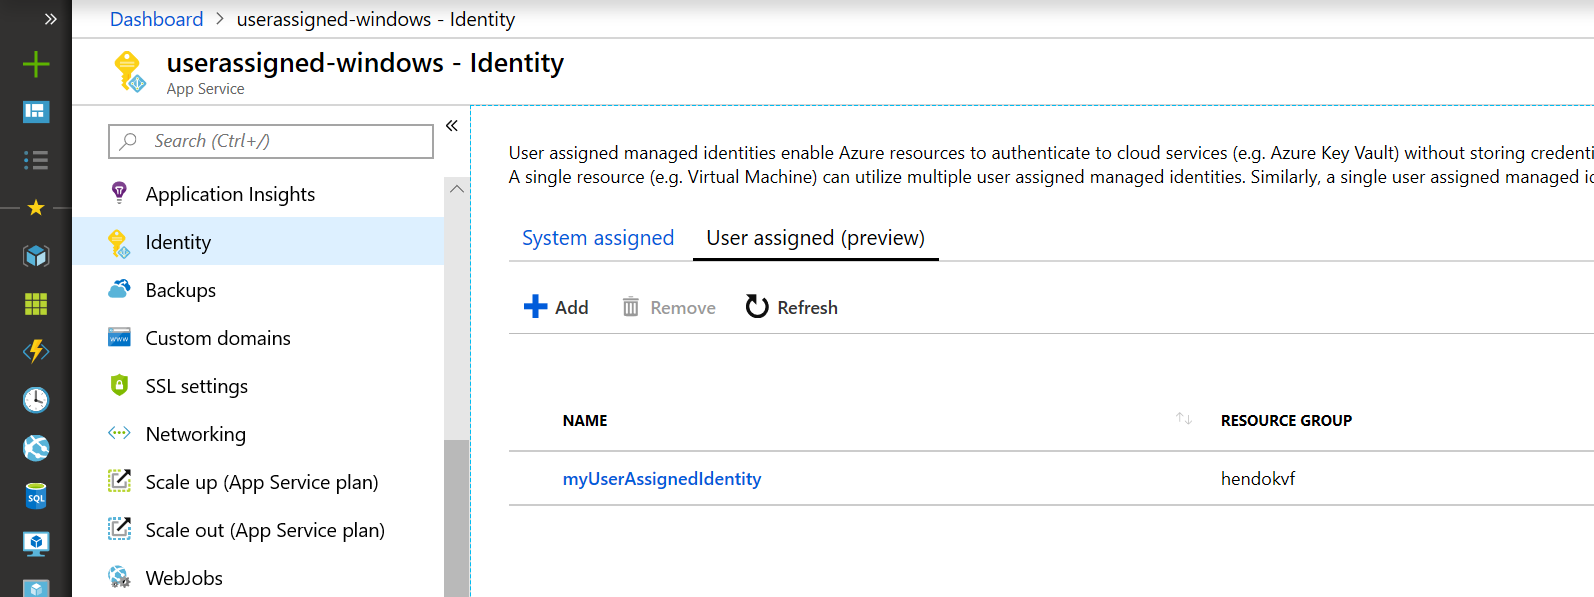 Dashboard > userassigned-windows - Identity
userassigned-windows - Identity
App Service
Search (Ctrl+/)
Application Insights
Identity
Backups
Custom domains
SSL settings
Networking
Scale up (App Service plan)
Scale out (App Service plan)
WebJobs
User assigned managed identities enable Azure resources to authenticate to cloud services (e.g. Azure Key Vault) without storing
A single resource (e.g. Virtual Machine) can utilize multiple user assigned managed identities. Similarly, a single user assigned managed
System assigned
User assigned (preview)
Add
Remove
Refresh
NAME
RESOURCE GROUP
myUserAssignedIdentity
hendokvf
www
SQL